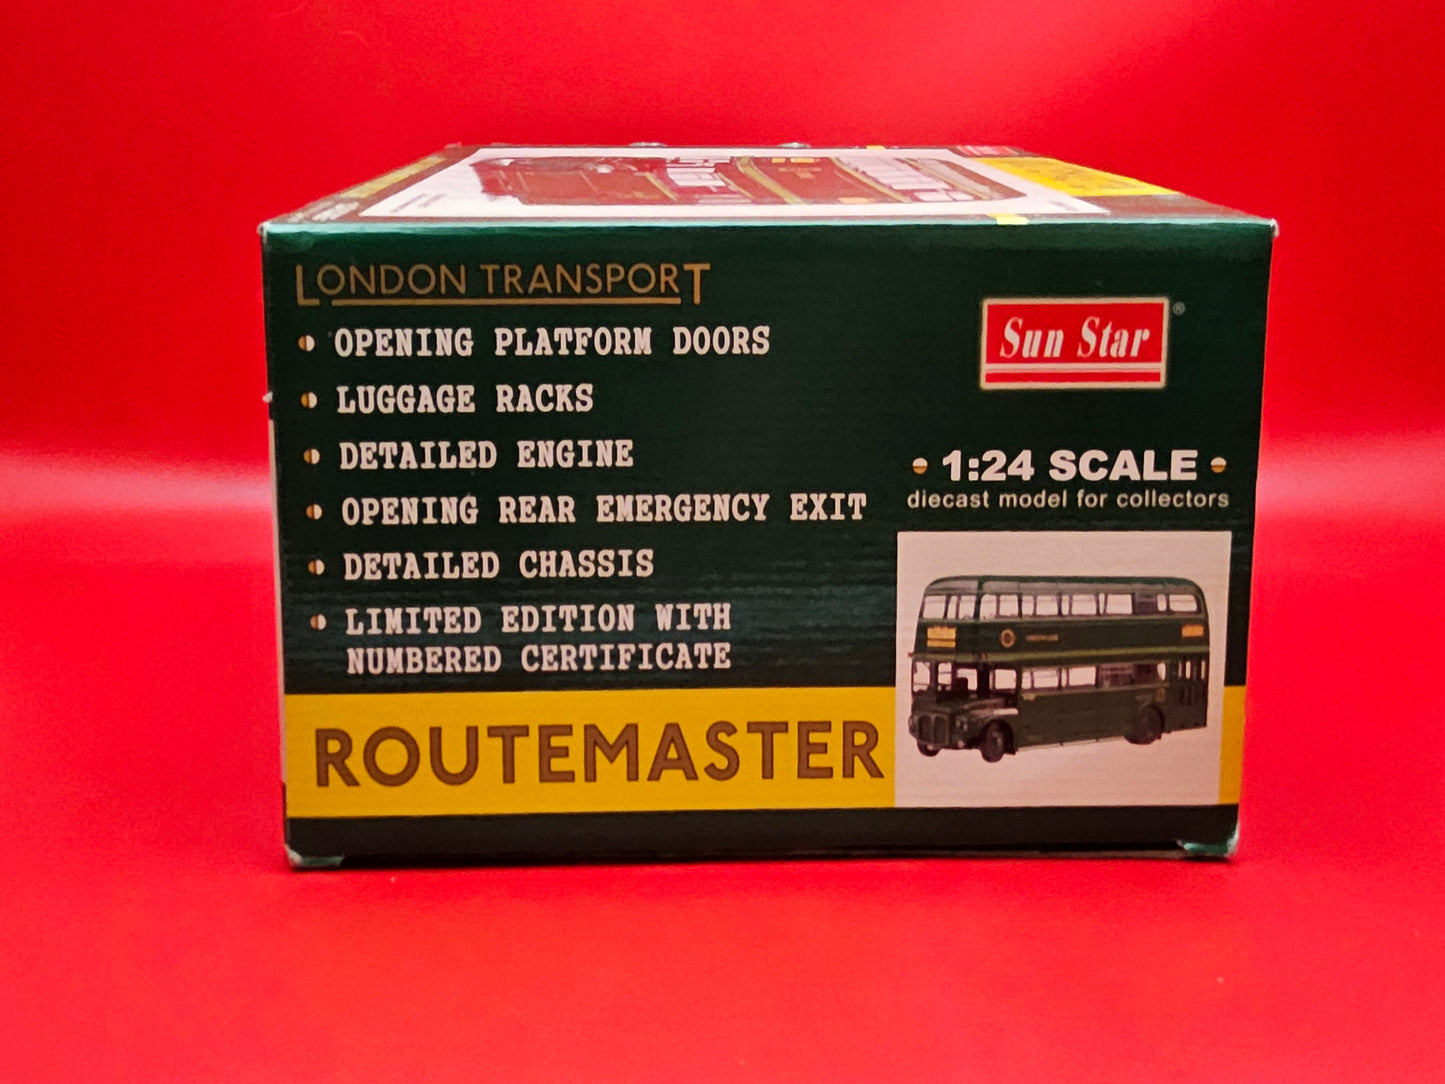 LONDON TRANSPORT
• OPENING PLATFORM DOORS
• LUGGAGE RACKS
• DETAILED ENGINE
• OPENING REAR EMERGENCY EXIT
• DETAILED CHASSIS
• LIMITED EDITION WITH
NUMBERED CERTIFICATE
ROUTEMASTER
Sun Star ®
• 1:24 SCALE •
diecast model for collectors